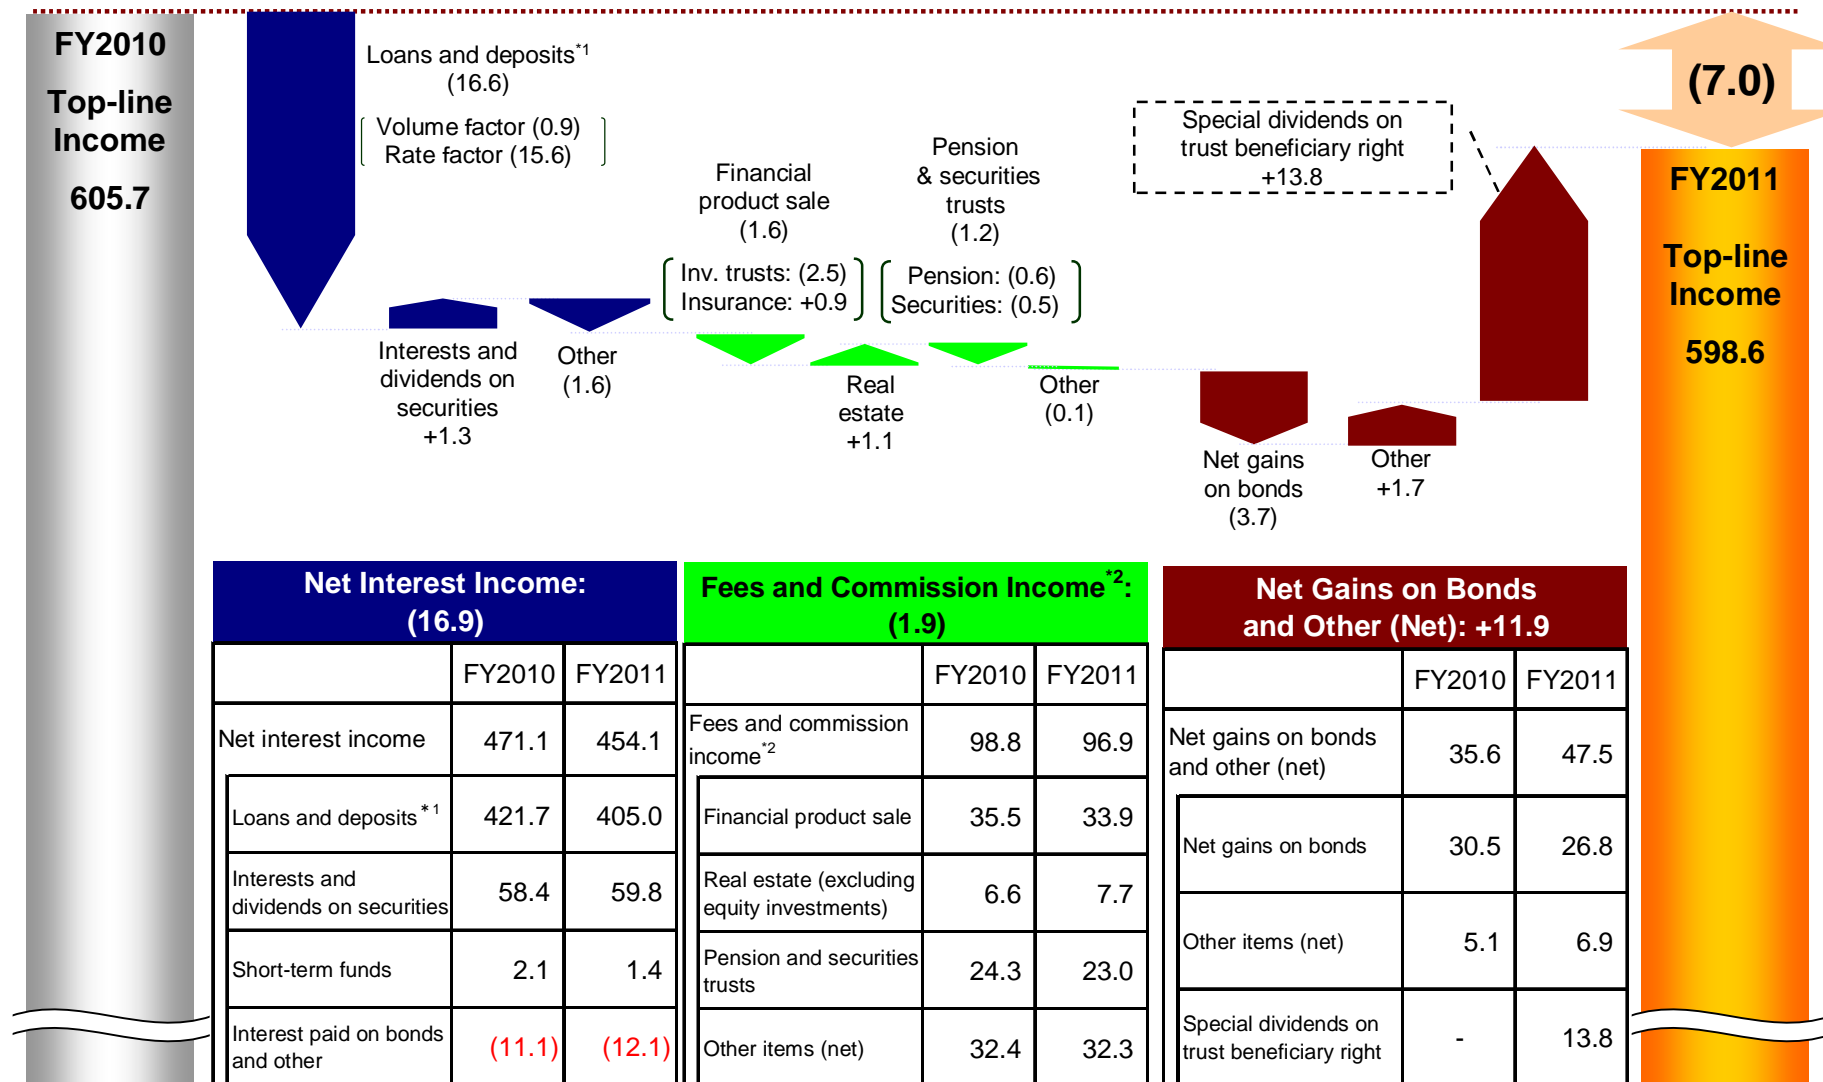 FY2010
Top-line
Income
605.7
Loans and deposits*1
(16.6)
Volume factor (0.9)
Rate factor (15.6)
Interests and
dividends on
securities
+1.3
Other
(1.6)
Financial
product sale
(1.6)
Inv. trusts: (2.5)
Insurance: +0.9
Real
estate
+1.1
Pension
& securities
trusts
(1.2)
Pension: (0.6)
Securities: (0.5)
Other
(0.1)
Net gains
on bonds
(3.7)
Other
+1.7
Special dividends on
trust beneficiary right
+13.8
(7.0)
FY2011
Top-line
Income
598.6
Net Interest Income:
(16.9)
FY2010 FY2011
Net interest income 471.1 454.1
Loans and deposits*1 421.7 405.0
Interests and
dividends on securities 58.4 59.8
Short-term funds 2.1 1.4
Interest paid on bonds
and other (11.1) (12.1)
Fees and Commission Income*2:
(1.9)
FY2010 FY2011
Fees and commission
income*2 98.8 96.9
Financial product sale 35.5 33.9
Real estate (excluding
equity investments) 6.6 7.7
Pension and securities
trusts 24.3 23.0
Other items (net) 32.4 32.3
Net Gains on Bonds
and Other (Net): +11.9
FY2010 FY2011
Net gains on bonds
and other (net) 35.6 47.5
Net gains on bonds 30.5 26.8
Other items (net) 5.1 6.9
Special dividends on
trust beneficiary right - 13.8